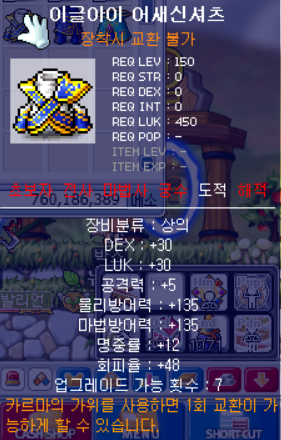 이글아이 어새신셔츠
장착시 교환 불가
REQ LEV : 150
REQ STR : 0
REQ DEX : 0
REQ INT : 0
REQ LUK : 450
REQ POP : -
ITEM LEV : -
ITEM EXP : -
초보자 전사 마법사 궁수 도적 해적
760,186,389 메소
장비분류 : 상의
DEX : +30
LUK : +30
공격력 : +5
물리방어력 : +135
발리언
마법방어력 : +135
명중률 : +12
회피율 : +48
업그레이드 가능 횟수 : 7
카르마의 가위를 사용하면 1회 교환이 가
능하게 할 수 있습니다.
CASH SHOP
MENU
SHORT CUT